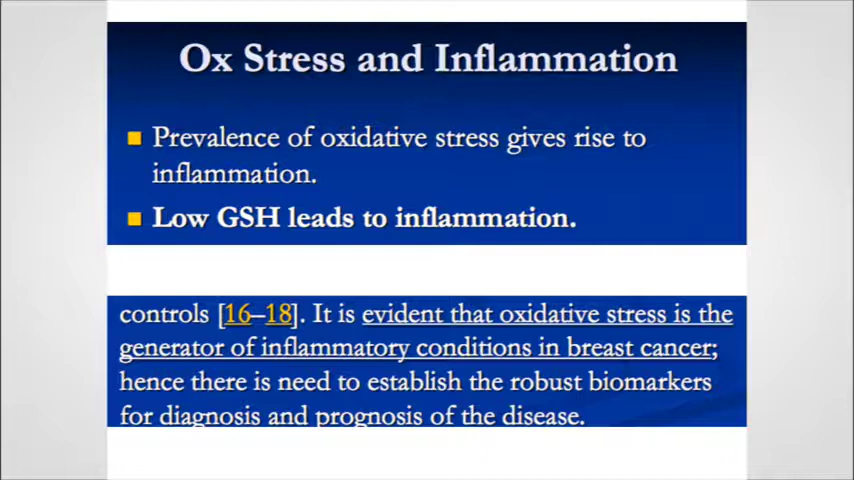 Ox Stress and Inflammation
Prevalence of oxidative stress gives rise to
inflammation.
Low GSH leads to inflammation.
controls [16–18]. It is evident that oxidative stress is the
generator of inflammatory conditions in breast cancer;
hence there is need to establish the robust biomarkers
for diagnosis and prognosis of the disease.